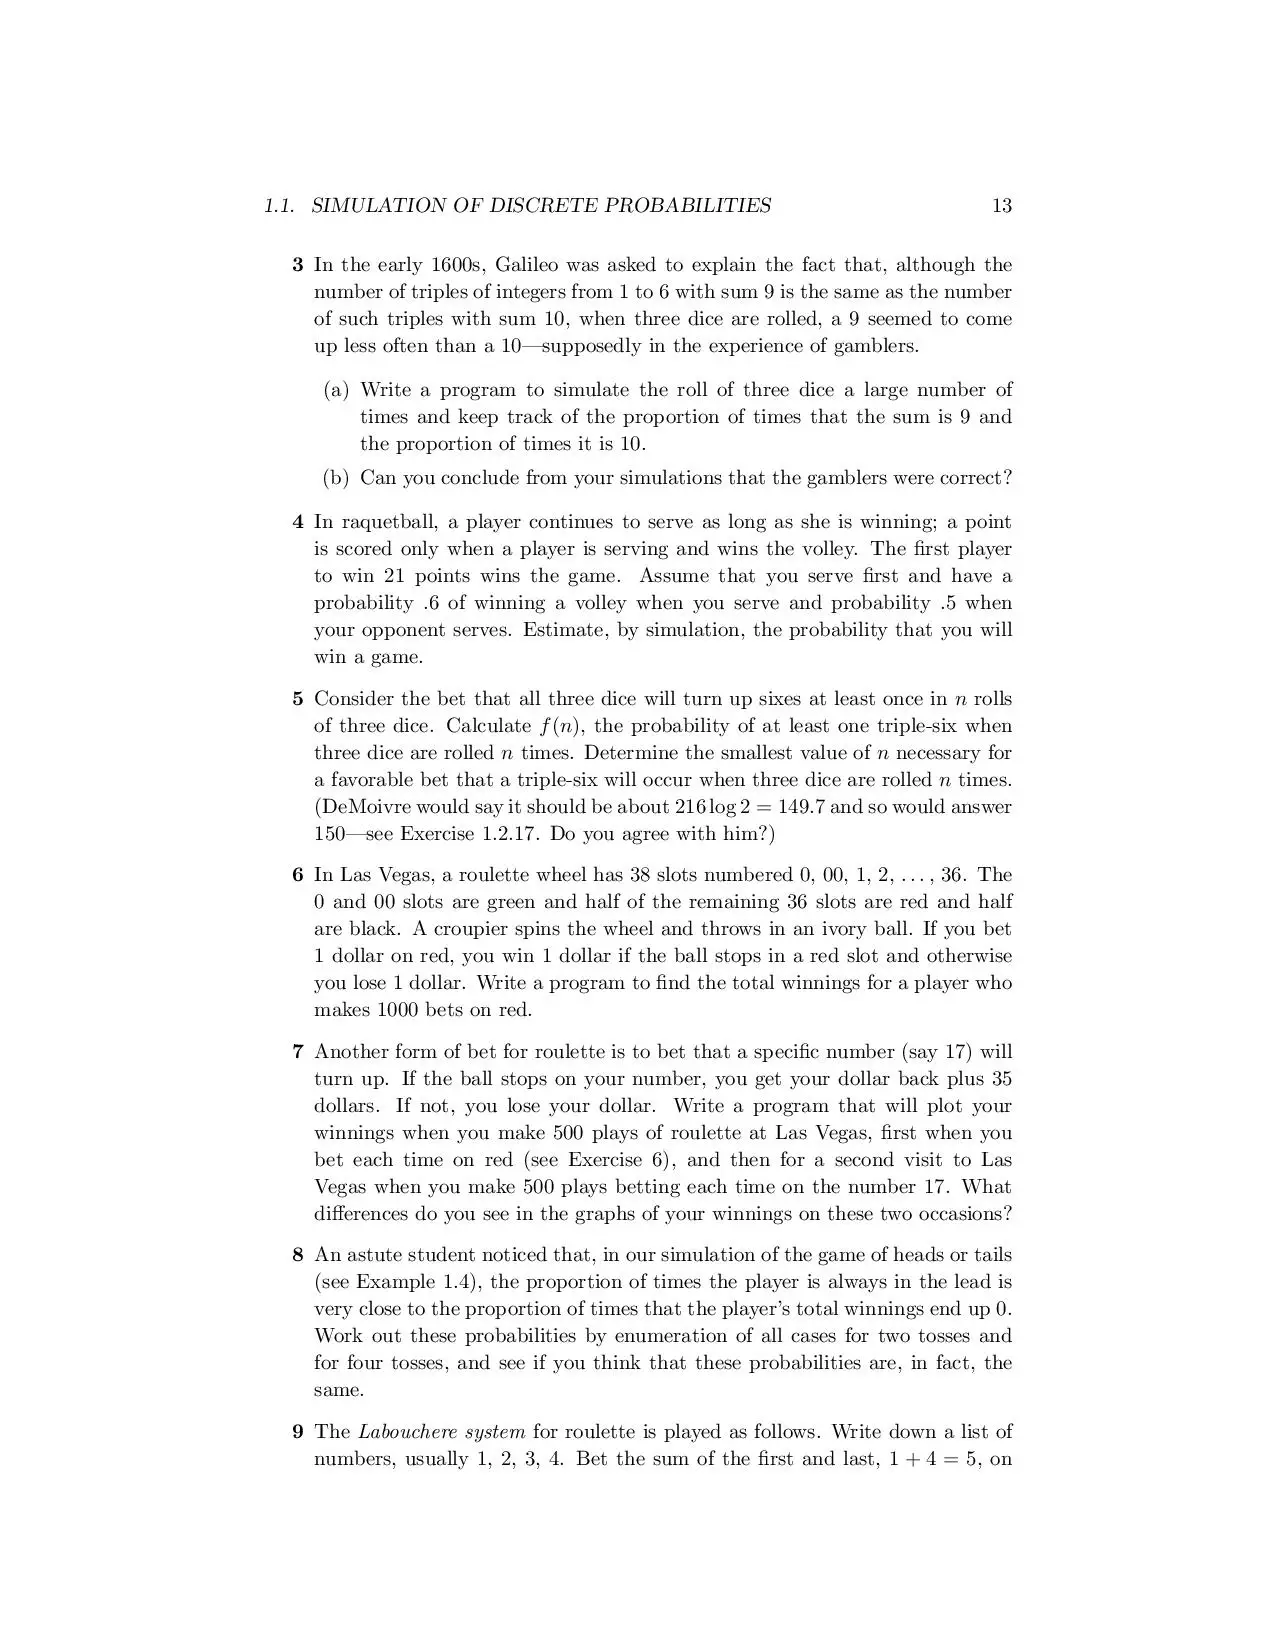 1.1. SIMULATION OF DISCRETE PROBABILITIES 13
3 In the early 1600s, Galileo was asked to explain the fact that, although the
number of triples of integers from 1 to 6 with sum 9 is the same as the number
of such triples with sum 10, when three dice are rolled, a 9 seemed to come
up less often than a 10—supposedly in the experience of gamblers.
(a) Write a program to simulate the roll of three dice a large number of
times and keep track of the proportion of times that the sum is 9 and
the proportion of times it is 10.
(b) Can you conclude from your simulations that the gamblers were correct?
4 In raquetball, a player continues to serve as long as she is winning; a point
is scored only when a player is serving and wins the volley. The first player
to win 21 points wins the game. Assume that you serve first and have a
probability .6 of winning a volley when you serve and probability .5 when
your opponent serves. Estimate, by simulation, the probability that you will
win a game.
5 Consider the bet that all three dice will turn up sixes at least once in n rolls
of three dice. Calculate f(n), the probability of at least one triple-six when
three dice are rolled n times. Determine the smallest value of n necessary for
a favorable bet that a triple-six will occur when three dice are rolled n times.
(DeMoivre would say it should be about 216 log 2 = 149.7 and so would answer
150—see Exercise 1.2.17. Do you agree with him?)
6 In Las Vegas, a roulette wheel has 38 slots numbered 0, 00, 1, 2, . . . , 36. The
0 and 00 slots are green and half of the remaining 36 slots are red and half
are black. A croupier spins the wheel and throws in an ivory ball. If you bet
1 dollar on red, you win 1 dollar if the ball stops in a red slot and otherwise
you lose 1 dollar. Write a program to find the total winnings for a player who
makes 1000 bets on red.
7 Another form of bet for roulette is to bet that a specific number (say 17) will
turn up. If the ball stops on your number, you get your dollar back plus 35
dollars. If not, you lose your dollar. Write a program that will plot your
winnings when you make 500 plays of roulette at Las Vegas, first when you
bet each time on red (see Exercise 6), and then for a second visit to Las
Vegas when you make 500 plays betting each time on the number 17. What
differences do you see in the graphs of your winnings on these two occasions?
8 An astute student noticed that, in our simulation of the game of heads or tails
(see Example 1.4), the proportion of times the player is always in the lead is
very close to the proportion of times that the player's total winnings end up 0.
Work out these probabilities by enumeration of all cases for two tosses and
for four tosses, and see if you think that these probabilities are, in fact, the
same.
9 The Labouchere system for roulette is played as follows. Write down a list of
numbers, usually 1, 2, 3, 4. Bet the sum of the first and last, 1 + 4 = 5, on